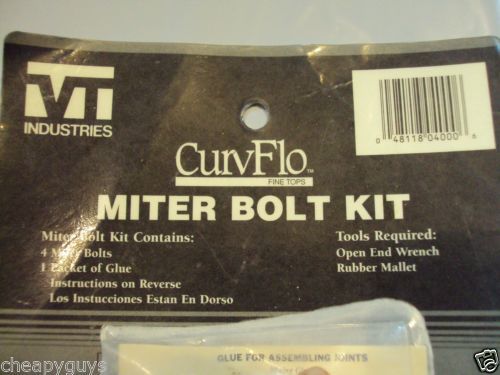 VT
INDUSTRIES
0 48118 04000 8
CurvFlo™
FINE TOPS
MITER BOLT KIT
Miter Bolt Kit Contains:
4 Miter Bolts
1 Packet of Glue
Instructions on Reverse
Los Instucciones Estan En Dorso
Tools Required:
Open End Wrench
Rubber Mallet
GLUE FOR ASSEMBLING JOINTS
© cheapyguys